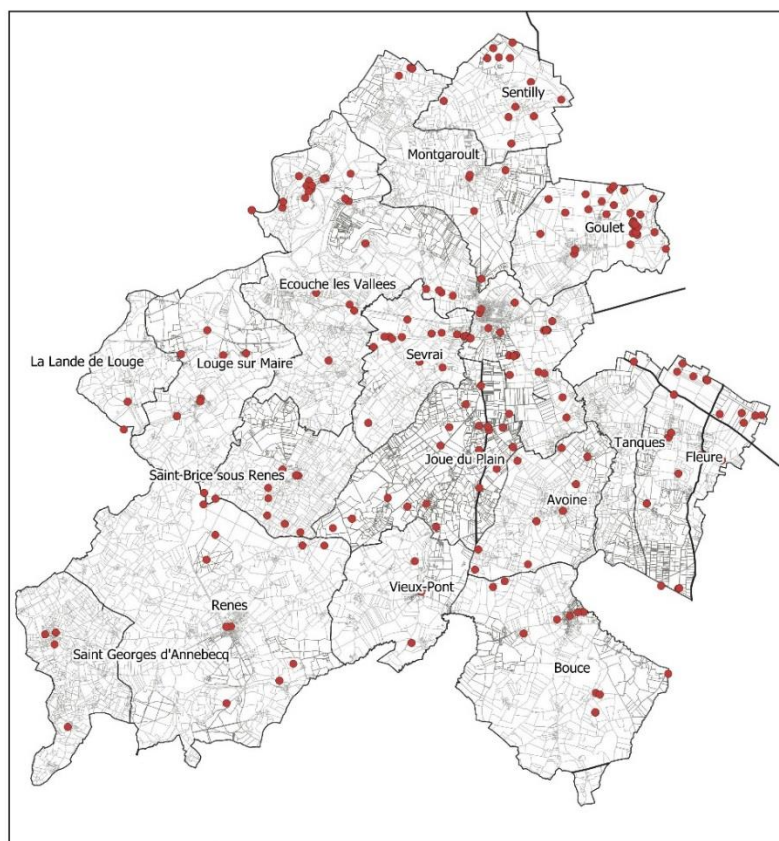 Sentilly
Montgaroult
Goulet
Ecouche les Vallees
La Lande de Louge
Louge sur Maire
Sevrai
Tanques
Fleure
Joue du Plain
Saint-Brice sous Renes
Avoine
Vieux-Pont
Renes
Saint Georges d'Annebecq
Bouce